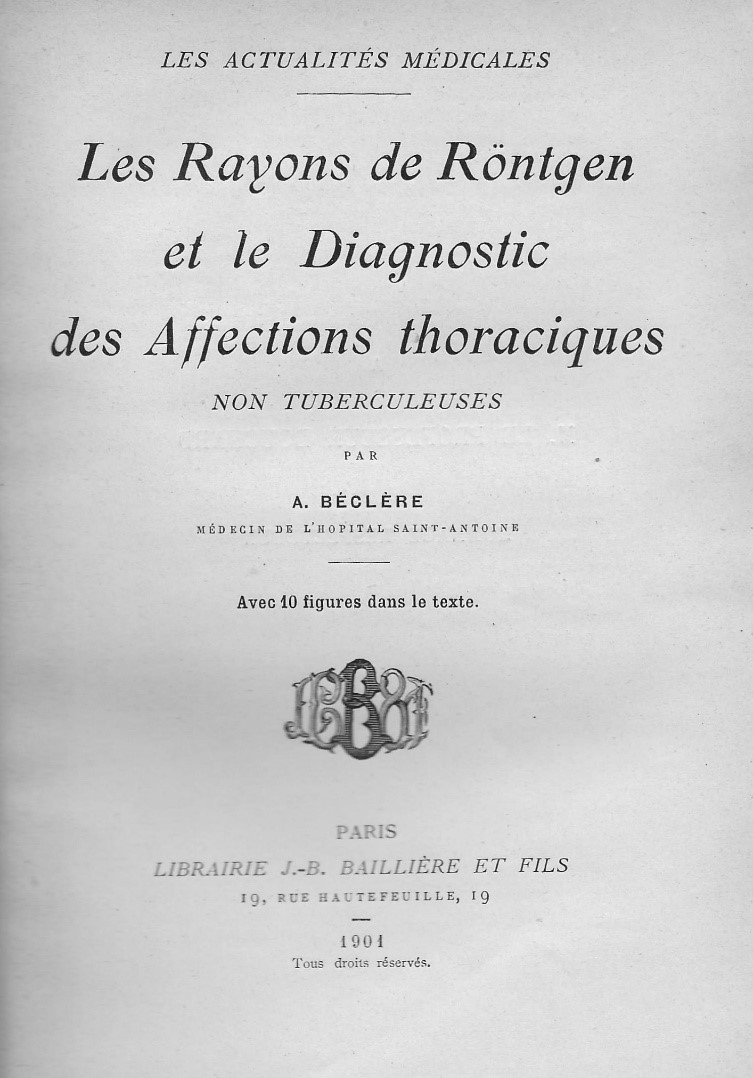 LES ACTUALITÉS MÉDICALES
Les Rayons de Röntgen
et le Diagnostic
des Affections thoraciques
NON TUBERCULEUSES
PAR
A. BÉCLÈRE
MÉDECIN DE L'HOPITAL SAINT-ANTOINE
Avec 10 figures dans le texte.
PARIS
LIBRAIRIE J.-B. BAILLIÈRE ET FILS
19, RUE HAUTEFEUILLE, 19
1901
Tous droits réservés.